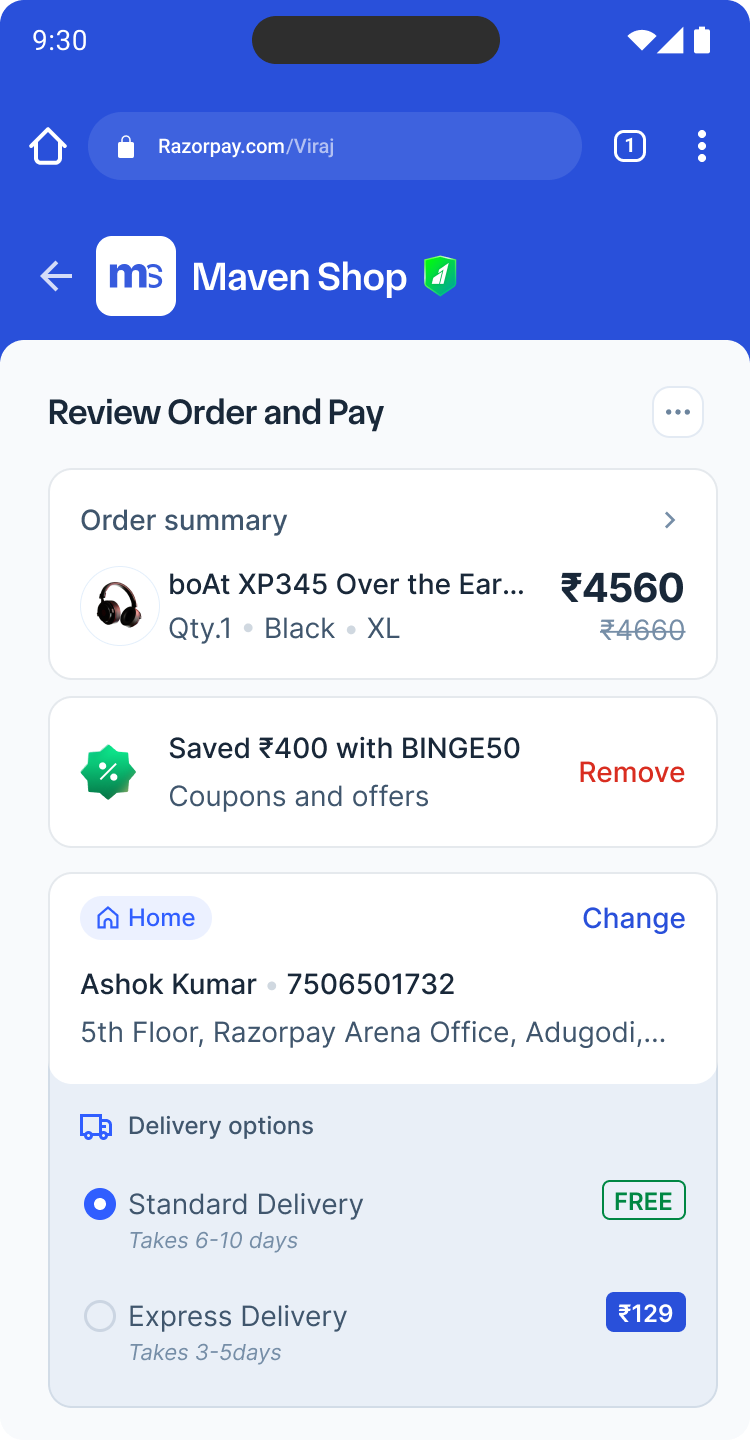 9:30
Razorpay.com/Viraj
1
ms Maven Shop
Review Order and Pay
Order summary
boAt XP345 Over the Ear...
₹4560
Qty.1 • Black • XL
₹4660
Saved ₹400 with BINGE50
Coupons and offers
Remove
Home
Change
Ashok Kumar • 7506501732
5th Floor, Razorpay Arena Office, Adugodi,...
Delivery options
Standard Delivery
FREE
Takes 6-10 days
Express Delivery
₹129
Takes 3-5days